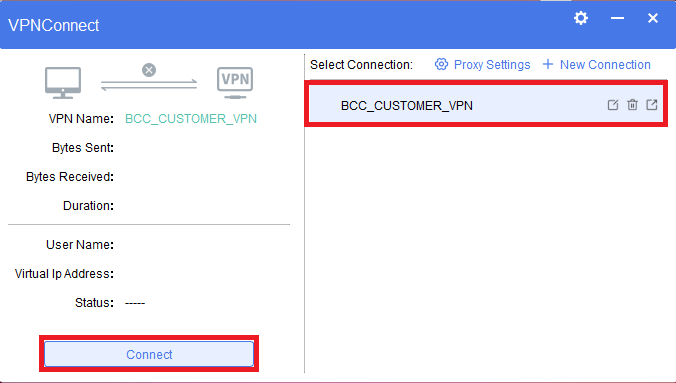 VPNConnect
VPN
VPN Name: BCC_CUSTOMER_VPN
Bytes Sent:
Bytes Received:
Duration:
User Name:
Virtual Ip Address:
Status: -----
Connect
Select Connection: Proxy Settings + New Connection
BCC_CUSTOMER_VPN